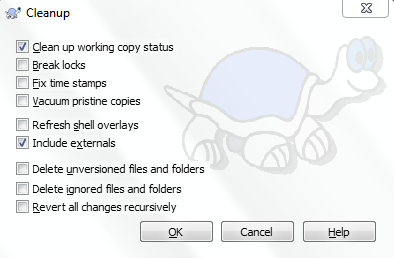 Cleanup
Clean up working copy status
Break locks
Fix time stamps
Vacuum pristine copies
Refresh shell overlays
Include externals
Delete unversioned files and folders
Delete ignored files and folders
Revert all changes recursively
OK Cancel Help